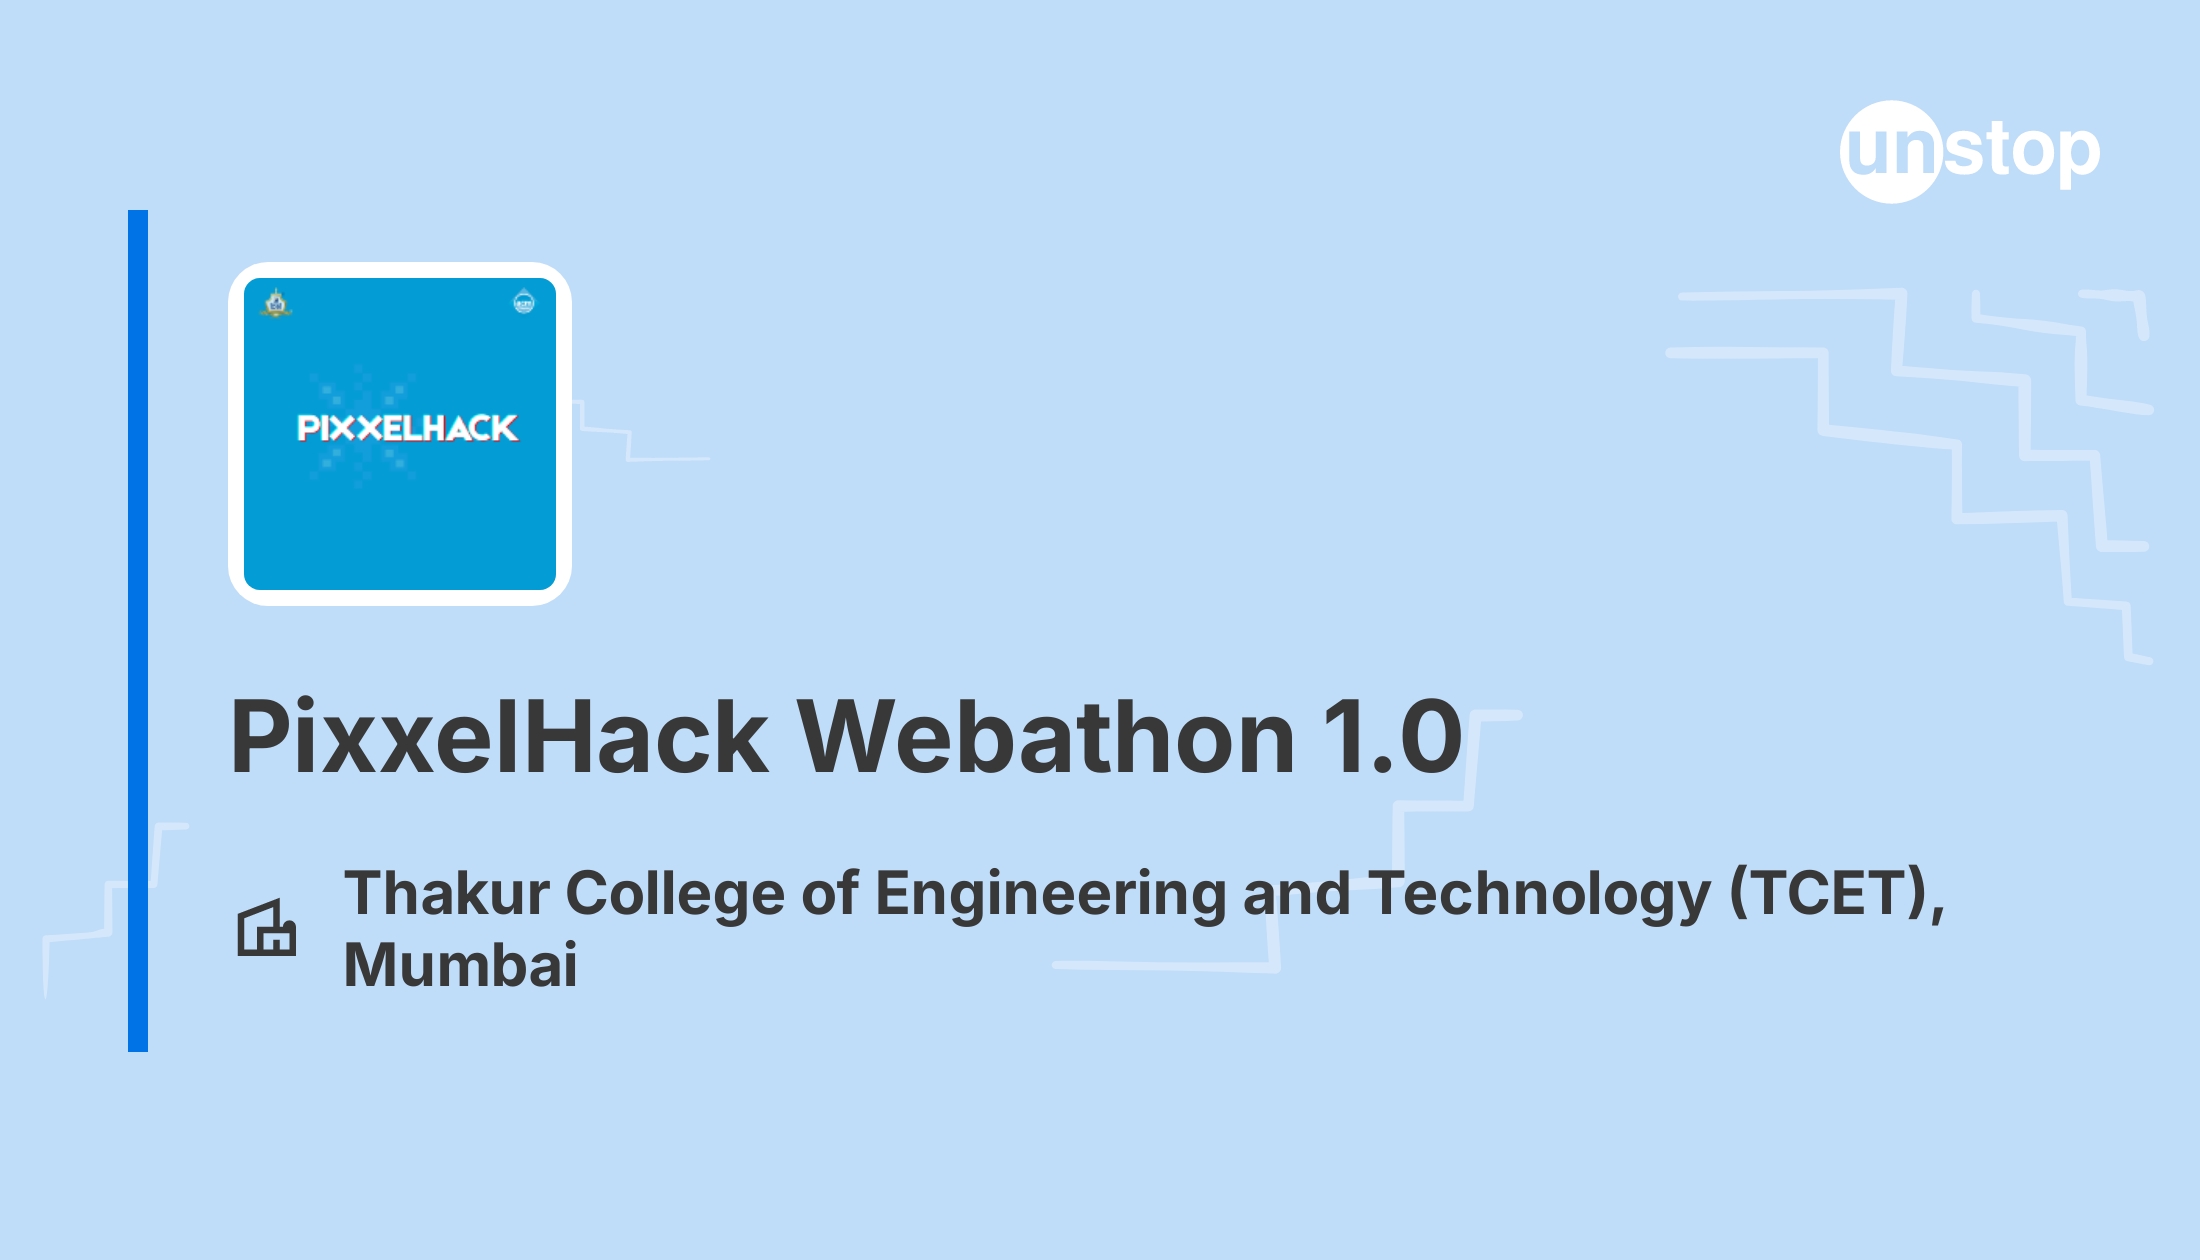 unstop
PIXXELHACK
PixxelHack Webathon 1.0
Thakur College of Engineering and Technology (TCET),
Mumbai